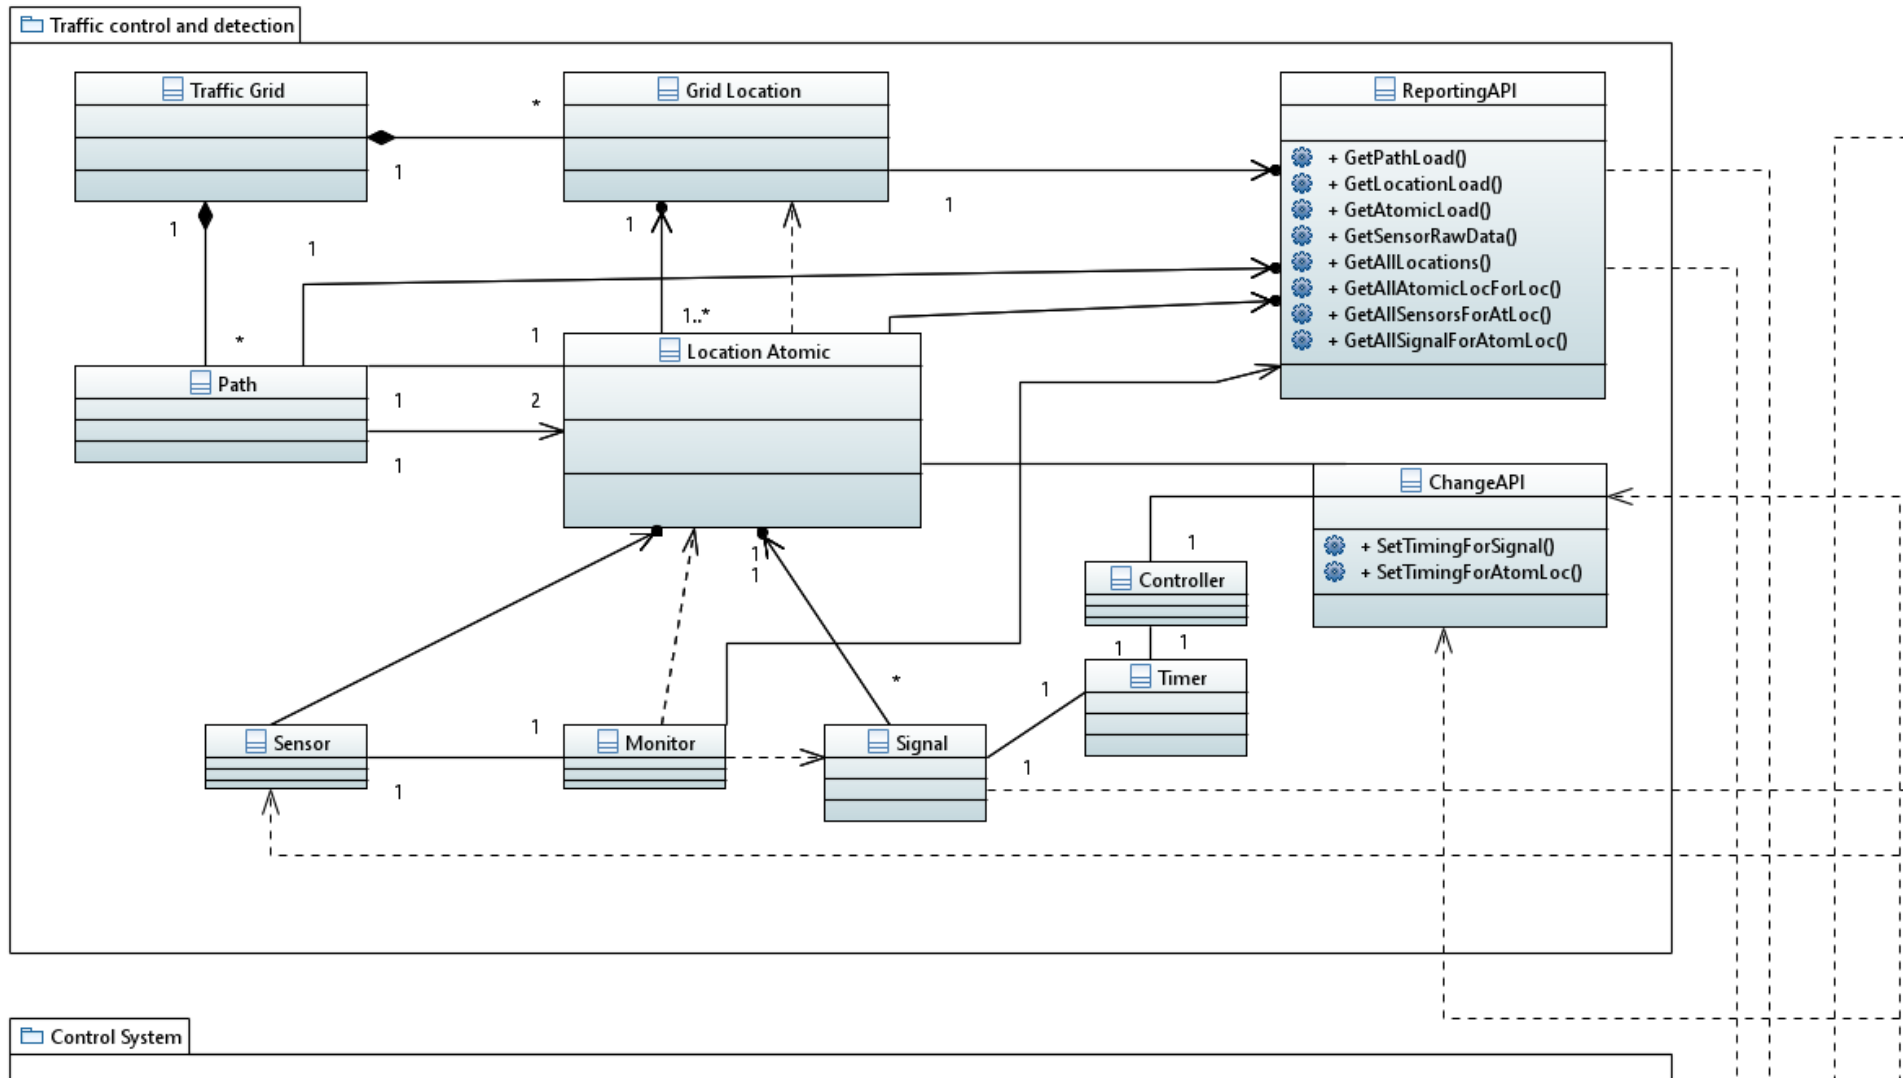 Traffic control and detection
Traffic Grid
Grid Location
ReportingAPI
*
1
+ GetPathLoad()
+ GetLocationLoad()
+ GetAtomicLoad()
+ GetSensorRawData()
+ GetAllLocations()
+ GetAllAtomicLocForLoc()
+ GetAllSensorsForAtLoc()
+ GetAllSignalForAtomLoc()
1
1
1
1
1..*
*
1
Location Atomic
Path
1
2
1
ChangeAPI
+ SetTimingForSignal()
+ SetTimingForAtomLoc()
1
1
1
Controller
1
1
Timer
*
1
1
Sensor
Monitor
Signal
1
1
Control System